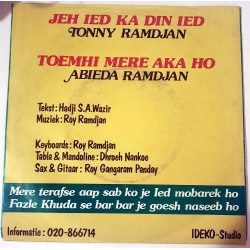 JEH IED KA DIN IED
TONNY RAMDJAN
TOEMHI MERE AKA HO
ABIEDA RAMDJAN
Tekst: Hadji S.A.Wazir
Muziek: Roy Ramdjan
Keyboards: Roy Ramdjan
Tabla & Mandoline: Dhroeh Nankoe
Sax & Gitaar: Roy Gangaram Panday
Mere terafse aap sab ko je Ied mobarek ho
Fazle Khuda se bar bar je goesh naseeb ho
Informatie: 020-866714 IDEKO-Studio